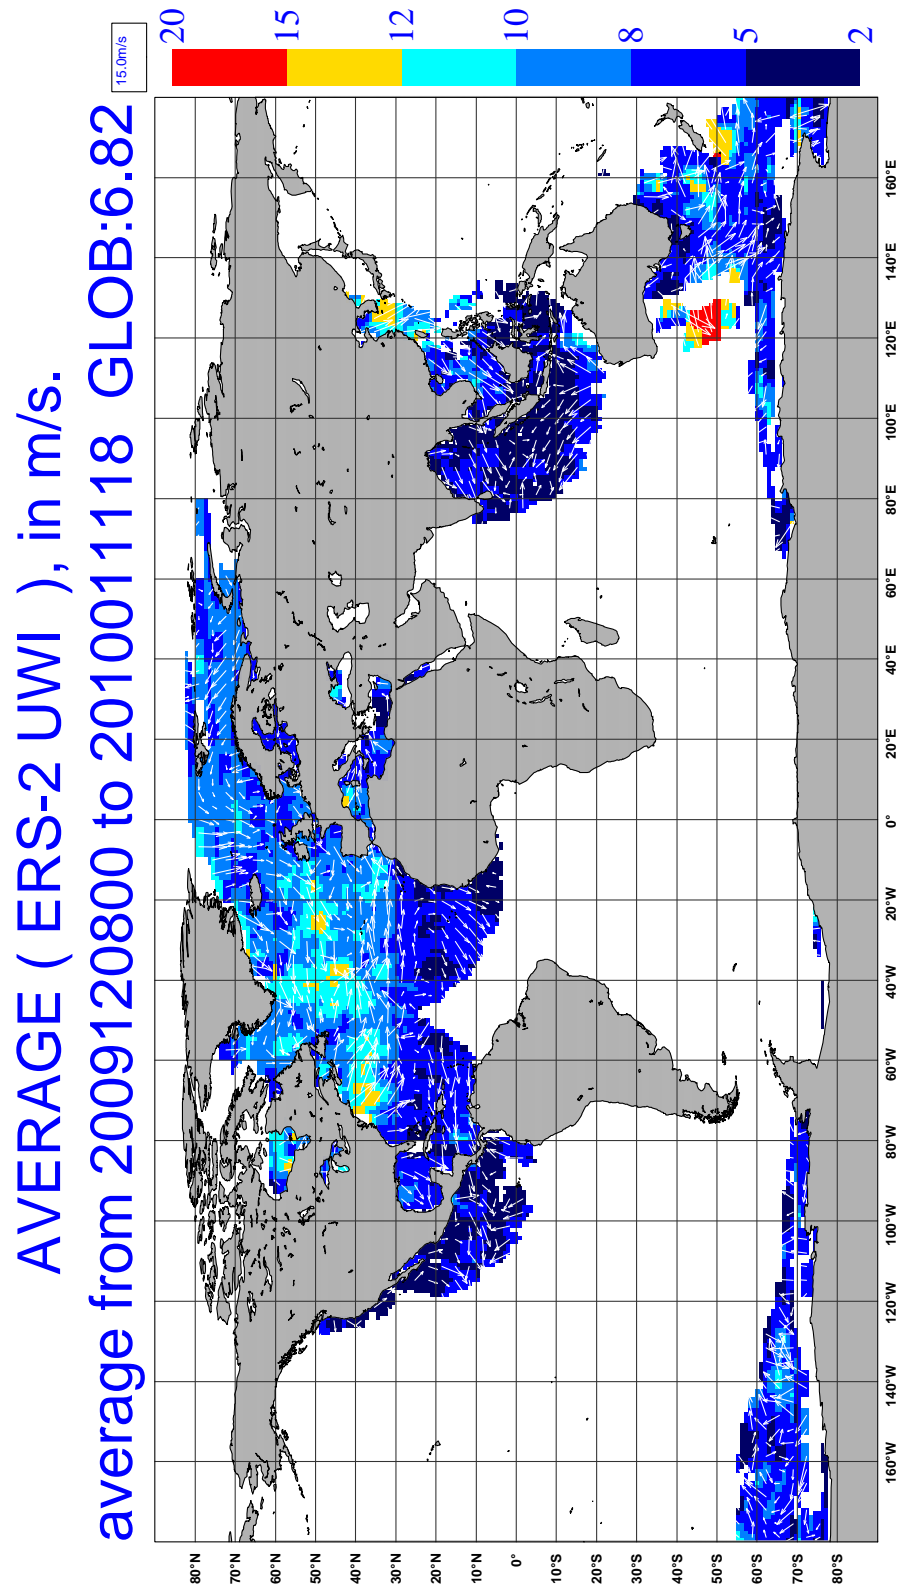 AVERAGE ( ERS-2 UWI ), in m/s.
average from 2009120800 to 2010011118 GLOB:6.82
15.0m/s
2
5
8
10
12
15
20
80°N
70°N
60°N
50°N
40°N
30°N
20°N
10°N
0°
10°S
20°S
30°S
40°S
50°S
60°S
70°S
80°S
160°W
140°W
120°W
100°W
80°W
60°W
40°W
20°W
0°
20°E
40°E
60°E
80°E
100°E
120°E
140°E
160°E